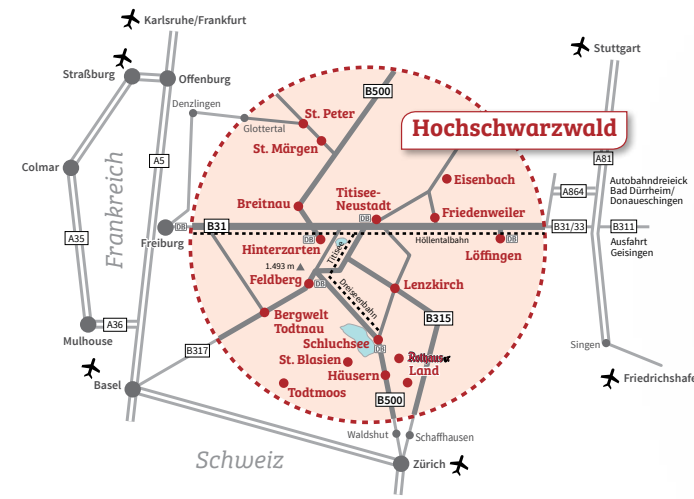 Karlsruhe/Frankfurt
Stuttgart
Straßburg
Offenburg
B500
Denzlingen
Glottertal
St. Peter
Hochschwarzwald
St. Märgen
A5
A81
Colmar
Frankreich
Eisenbach
A864
Autobahndreieck
Bad Dürrheim/
Donaueschingen
Titisee-
Neustadt
Breitnau
DB
Friedenweiler
DB
B31
B31/33
B311
A35
Freiburg
Hinterzarten
DB
Höllentalbahn
DB
Löffingen
Ausfahrt
Geisingen
Titisee
1.493 m
Feldberg
DB
Dreiseenbahn
Lenzkirch
Bergwelt
Todtnau
B315
A36
Mulhouse
Schluchsee
DB
Singen
B317
St. Blasien
Rothauser
Land
Häusern
Friedrichshafe
Basel
Todtmoos
B500
Waldshut
Schaffhausen
Schweiz
Zürich